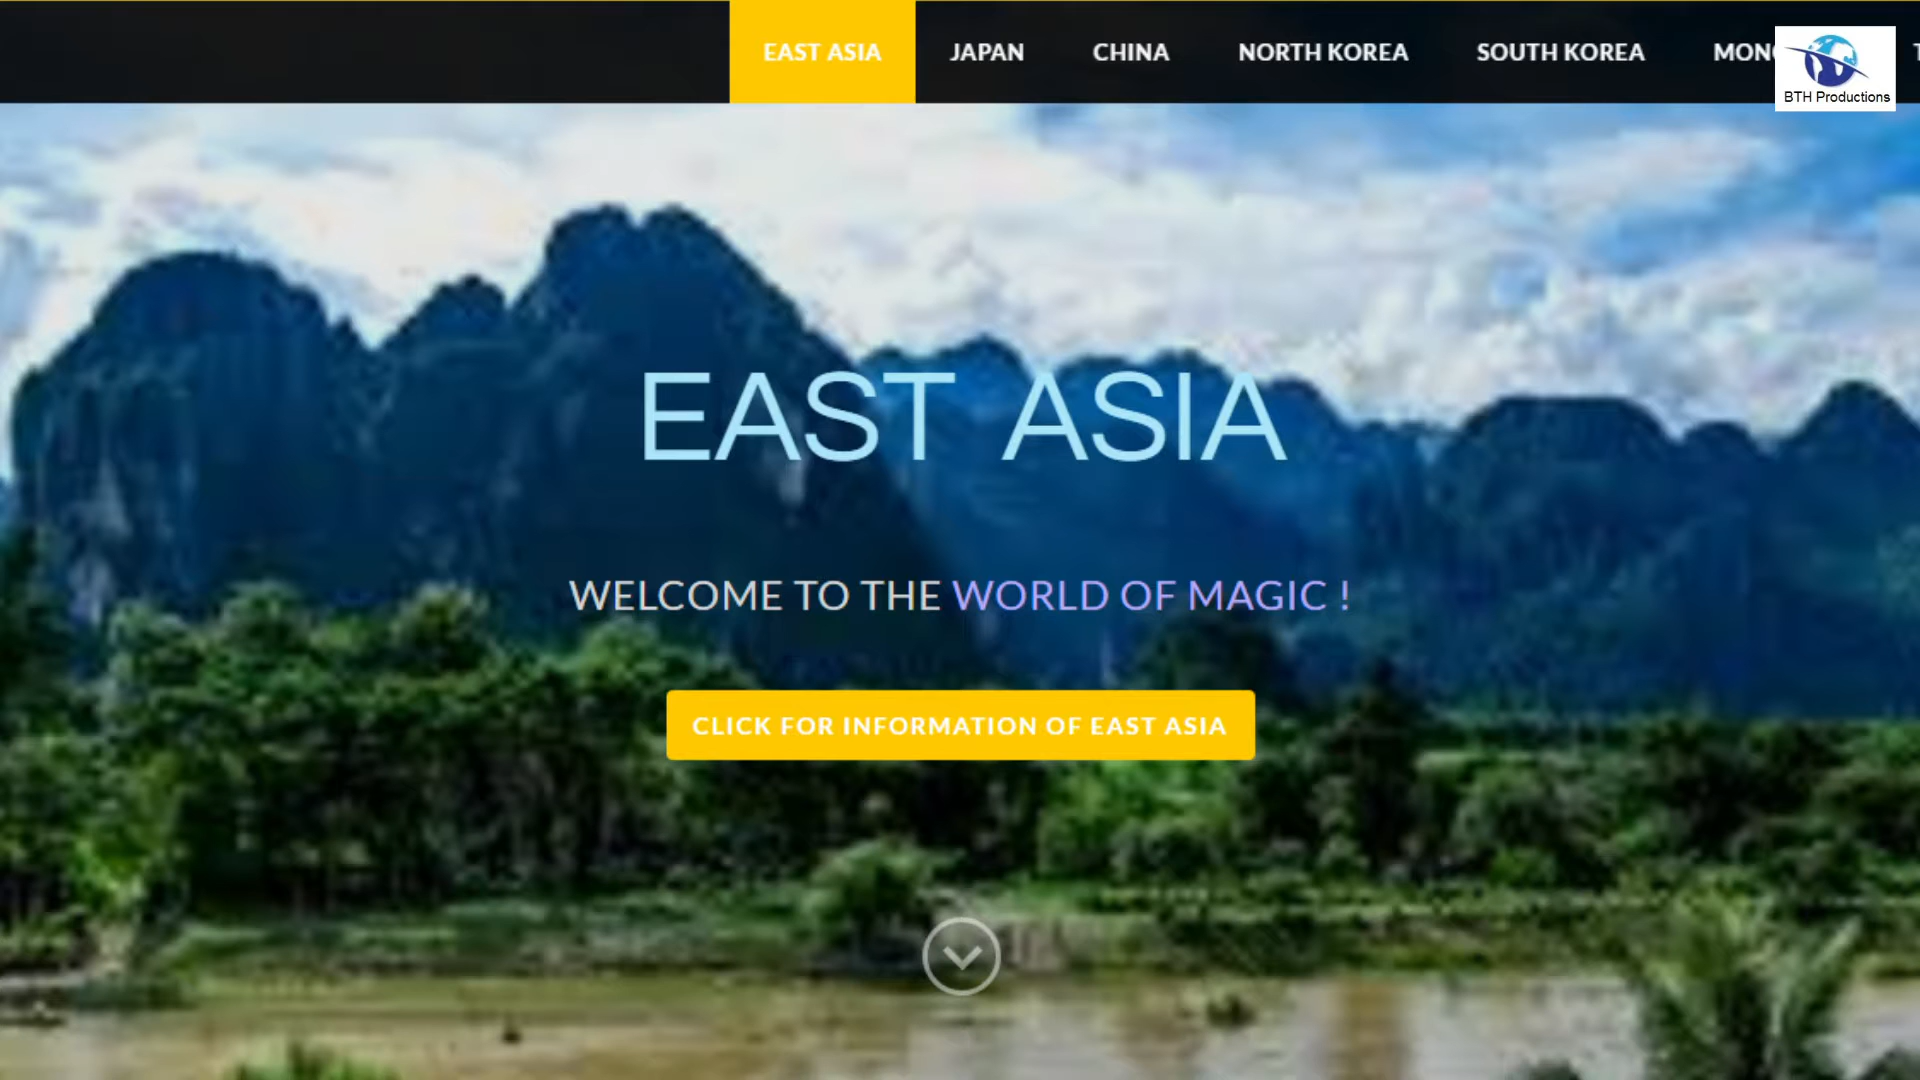 EAST ASIA JAPAN CHINA NORTH KOREA SOUTH KOREA
BTH Productions
EAST ASIA
WELCOME TO THE WORLD OF MAGIC !
CLICK FOR INFORMATION OF EAST ASIA